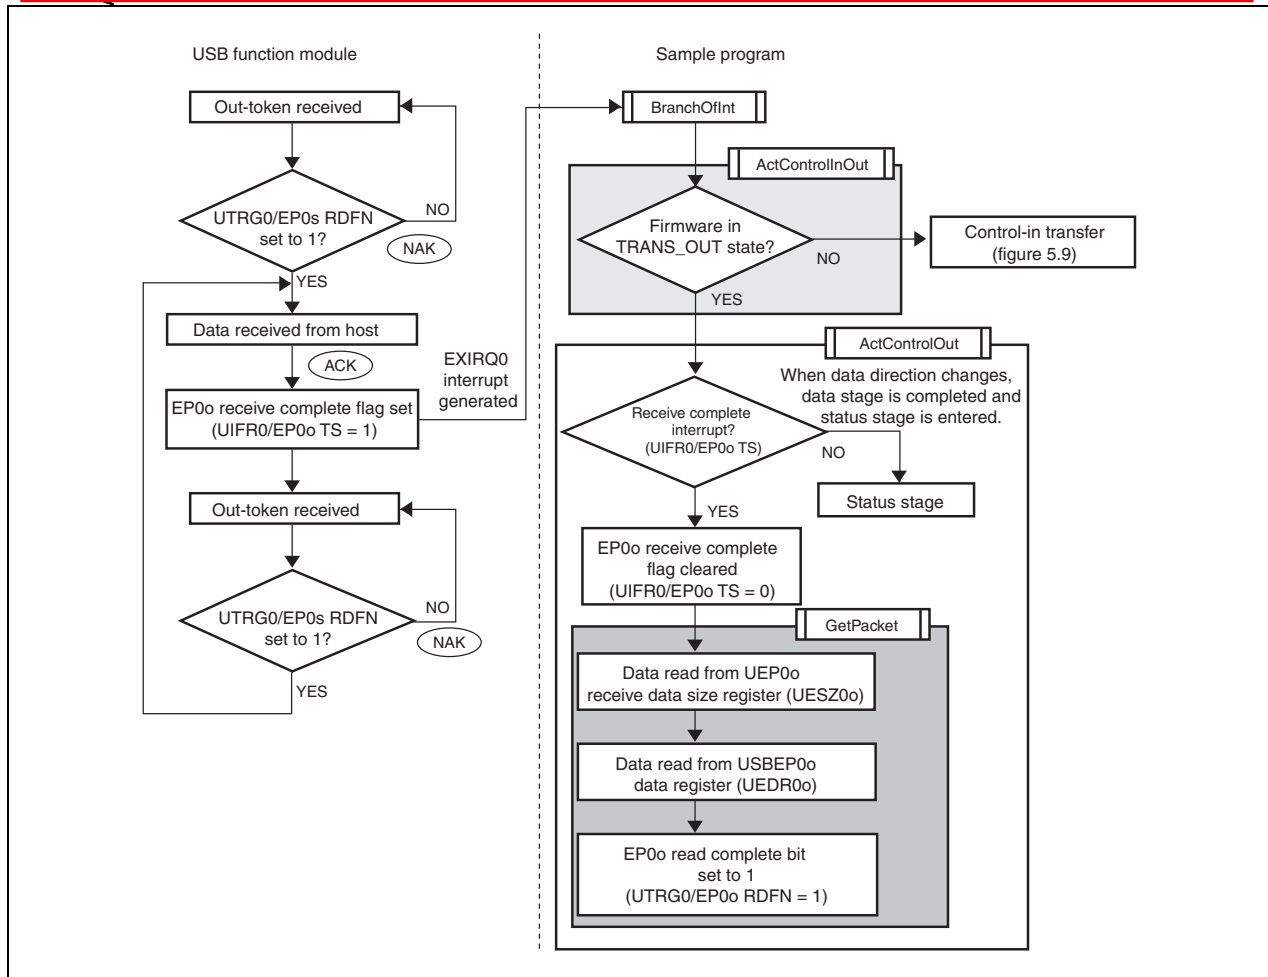 USB function module
Sample program
Out-token received
BranchOfInt
ActControlInOut
UTRG0/EP0s RDFN
set to 1?
NO
NAK
YES
Firmware in
TRANS_OUT state?
NO
YES
Control-in transfer
(figure 5.9)
Data received from host
ACK
EP0o receive complete flag set
(UIFR0/EP0o TS = 1)
EXIRQ0
interrupt
generated
ActControlOut
When data direction changes,
data stage is completed and
status stage is entered.
Receive complete
interrupt?
(UIFR0/EP0o TS)
NO
YES
Status stage
Out-token received
UTRG0/EP0s RDFN
set to 1?
NO
NAK
YES
EP0o receive complete
flag cleared
(UIFR0/EP0o TS = 0)
GetPacket
Data read from UEP0o
receive data size register (UESZ0o)
Data read from USBEP0o
data register (UEDR0o)
EP0o read complete bit
set to 1
(UTRG0/EP0o RDFN = 1)